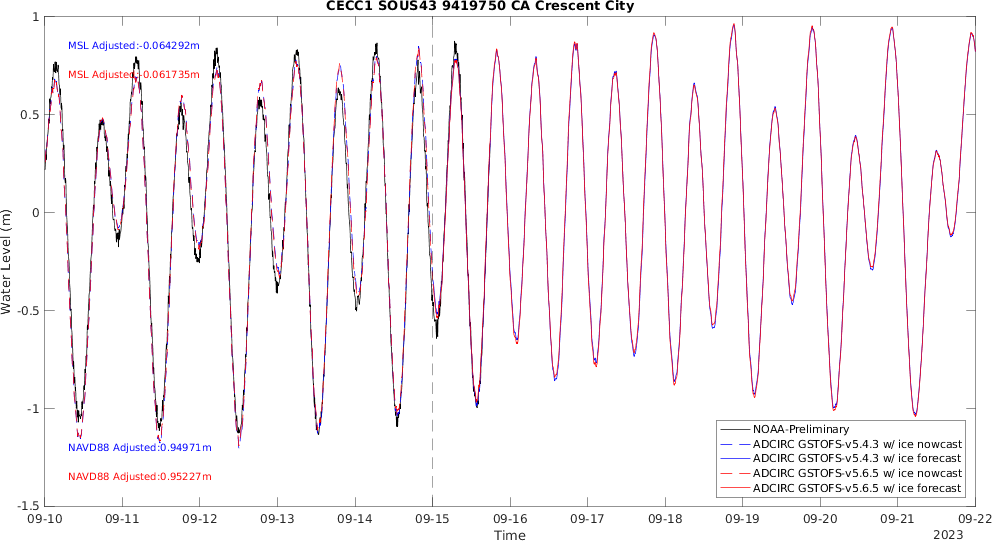 CECC1 SOUS43 9419750 CA Crescent City
1
MSL Adjusted:-0.064292m
MSL Adjusted:-0.061735m
0.5
Water Level (m)
0
-0.5
-1
NAVD88 Adjusted:0.94971m
NAVD88 Adjusted:0.95227m
-1.5
NOAA-Preliminary
ADCIRC GSTOFS-v5.4.3 w/ ice nowcast
ADCIRC GSTOFS-v5.4.3 w/ ice forecast
ADCIRC GSTOFS-v5.6.5 w/ ice nowcast
ADCIRC GSTOFS-v5.6.5 w/ ice forecast
09-10 09-11 09-12 09-13 09-14 09-15 09-16 09-17 09-18 09-19 09-20 09-21 09-22
Time
2023